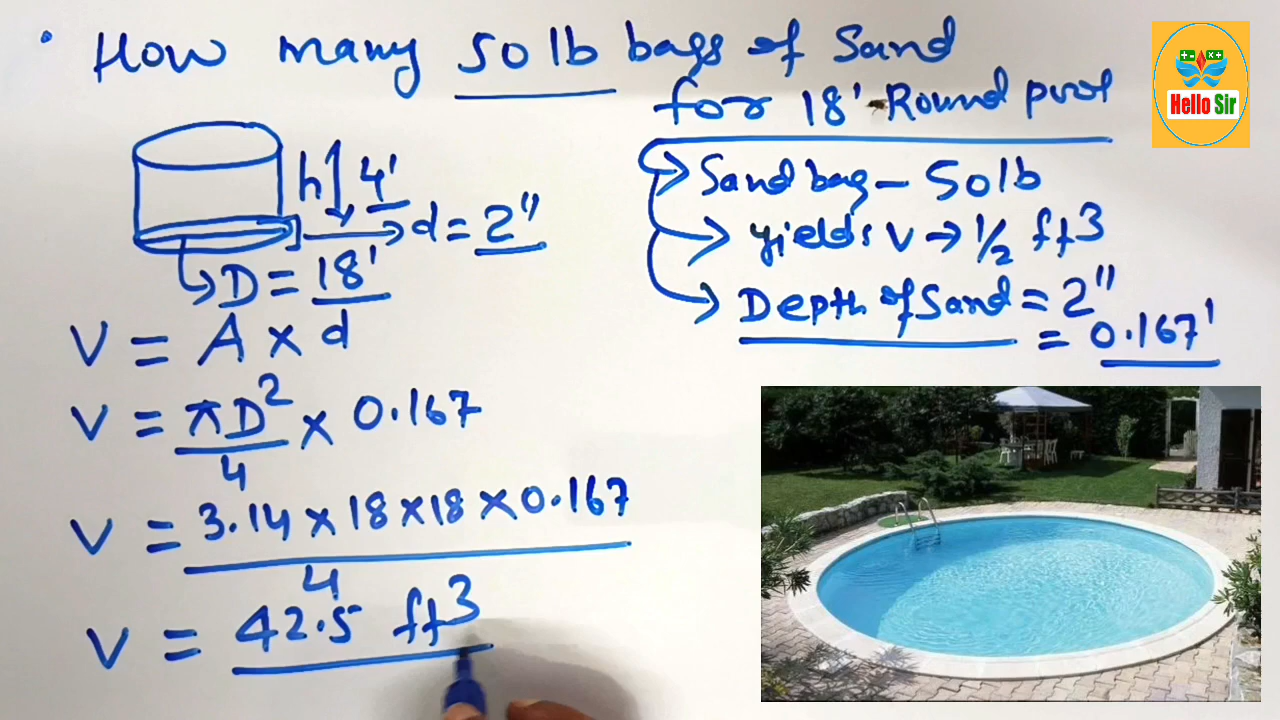 • How many 50 lb bags of Sand
for 18' Round pool
Hello Sir
h 4'
d = 2"
D = 18'
Sand bag - 50lb
yields V → 1/2 ft3
Depth of Sand = 2"
= 0.167'
V = A × d
V = πD²/4 × 0.167
V = 3.14 × 18 × 18 × 0.167
4
V = 42.5 ft3